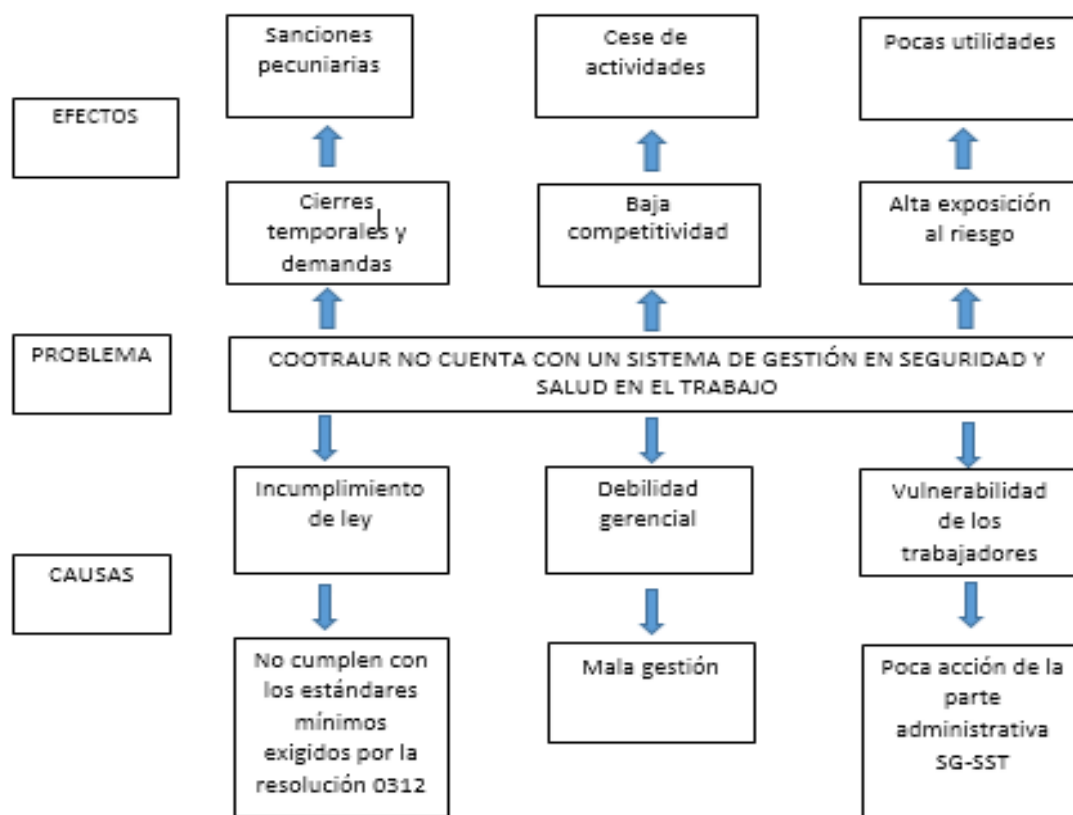 Sanciones
pecuniarias
Cese de
actividades
Pocas utilidades
EFECTOS
Cierres
temporales y
demandas
Baja
competitividad
Alta exposición
al riesgo
PROBLEMA
COOTRAUR NO CUENTA CON UN SISTEMA DE GESTIÓN EN SEGURIDAD Y
SALUD EN EL TRABAJO
Incumplimiento
de ley
Debilidad
gerencial
Vulnerabilidad
de los
trabajadores
CAUSAS
No cumplen con
los estándares
mínimos
exigidos por la
resolución 0312
Mala gestión
Poca acción de la
parte
administrativa
SG-SST